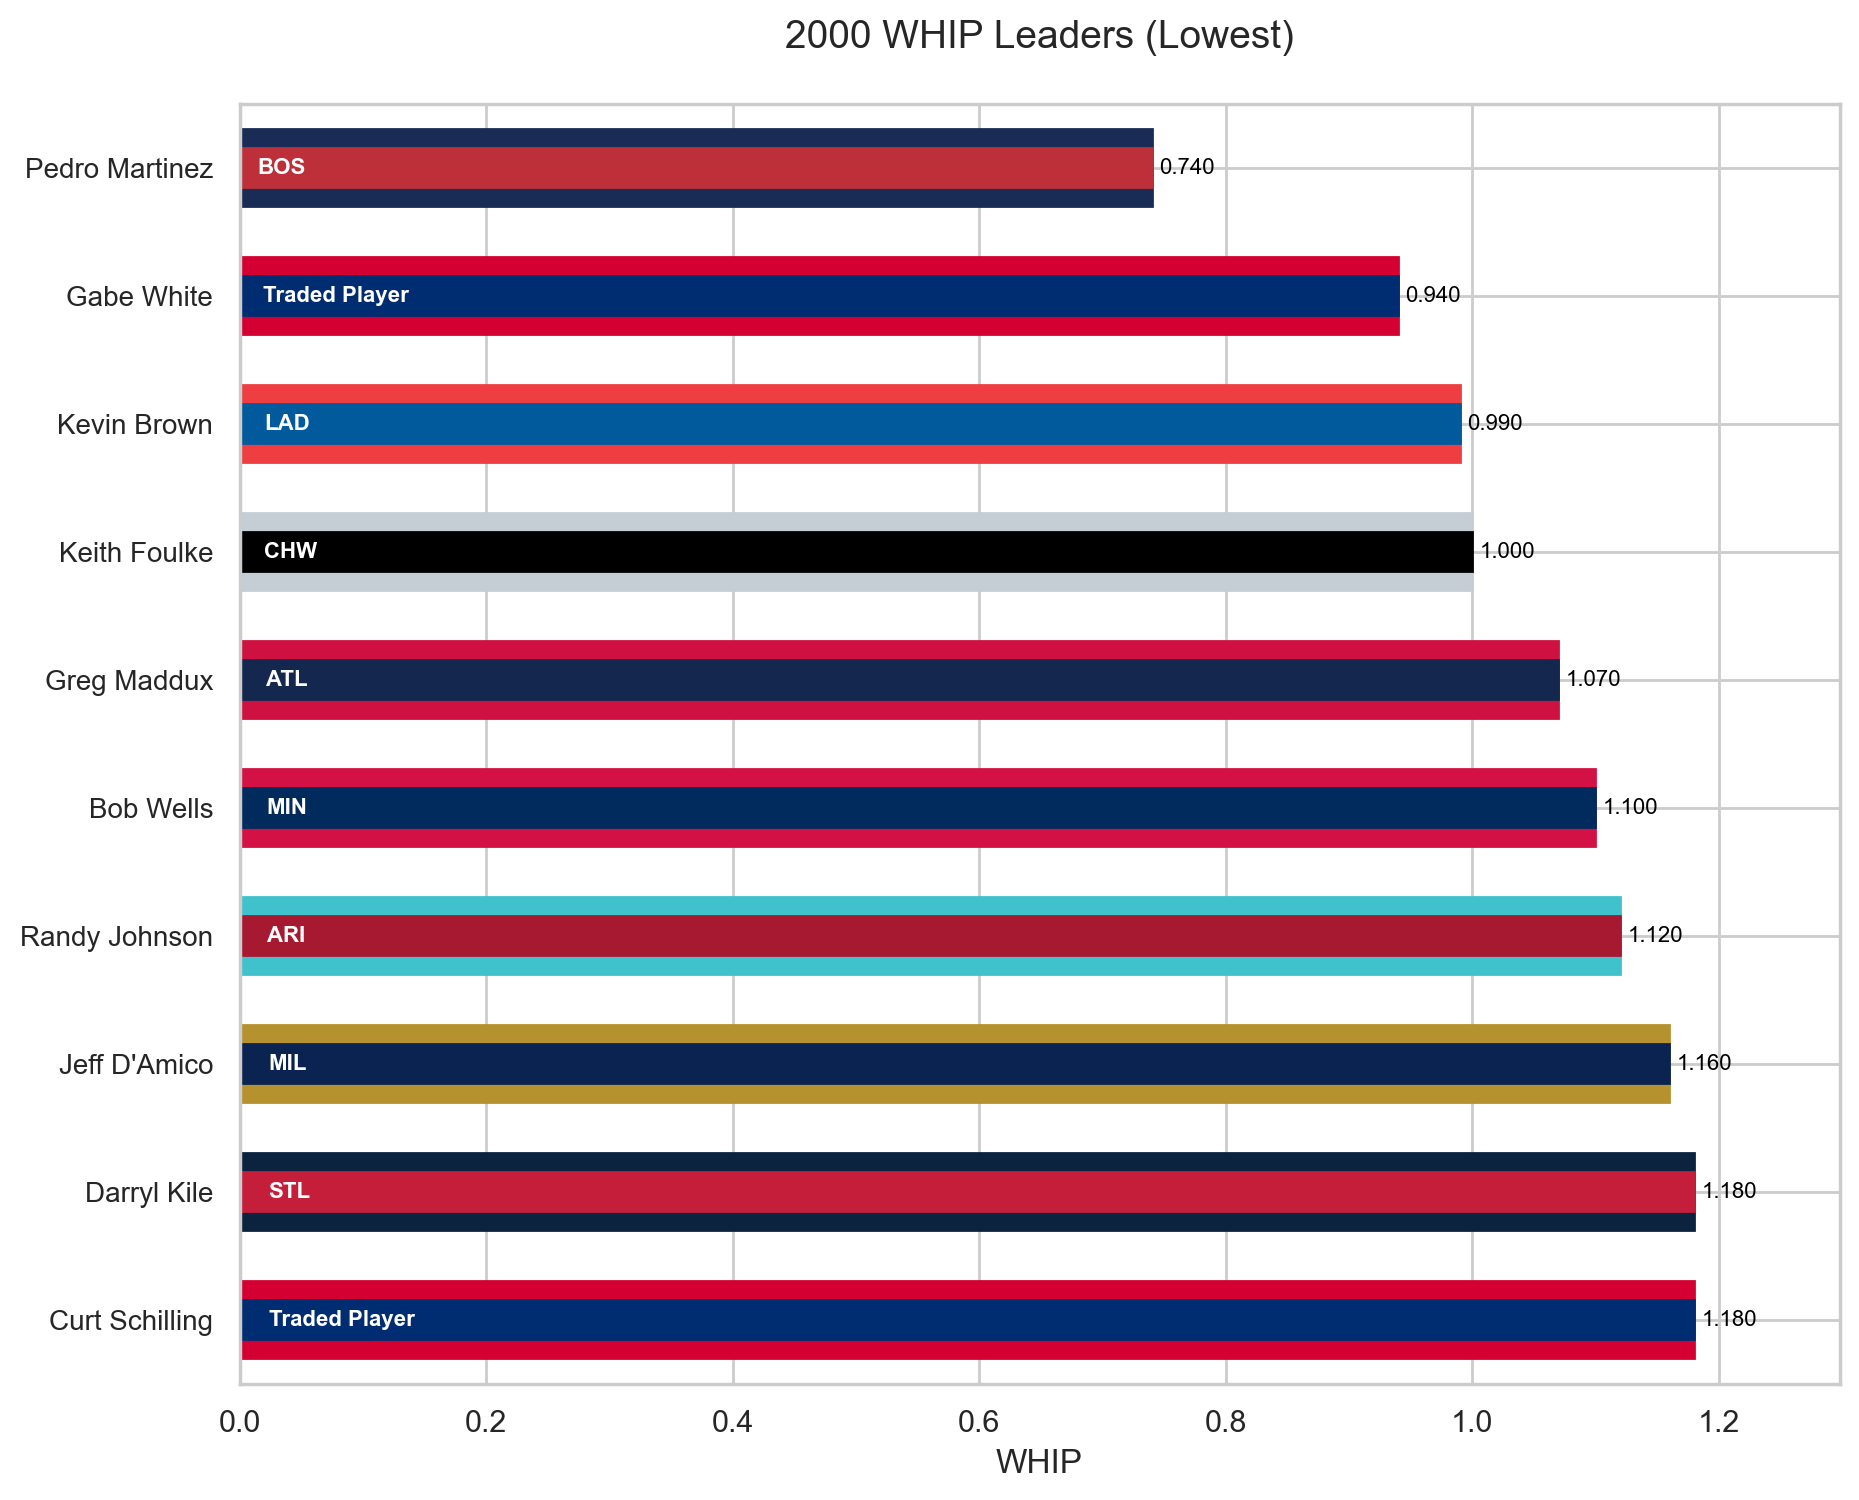 2000 WHIP Leaders (Lowest)
Pedro Martinez BOS 0.740
Gabe White Traded Player 0.940
Kevin Brown LAD 0.990
Keith Foulke CHW 1.000
Greg Maddux ATL 1.070
Bob Wells MIN 1.100
Randy Johnson ARI 1.120
Jeff D'Amico MIL 1.160
Darryl Kile STL 1.180
Curt Schilling Traded Player 1.180
0.0 0.2 0.4 0.6 0.8 1.0 1.2
WHIP